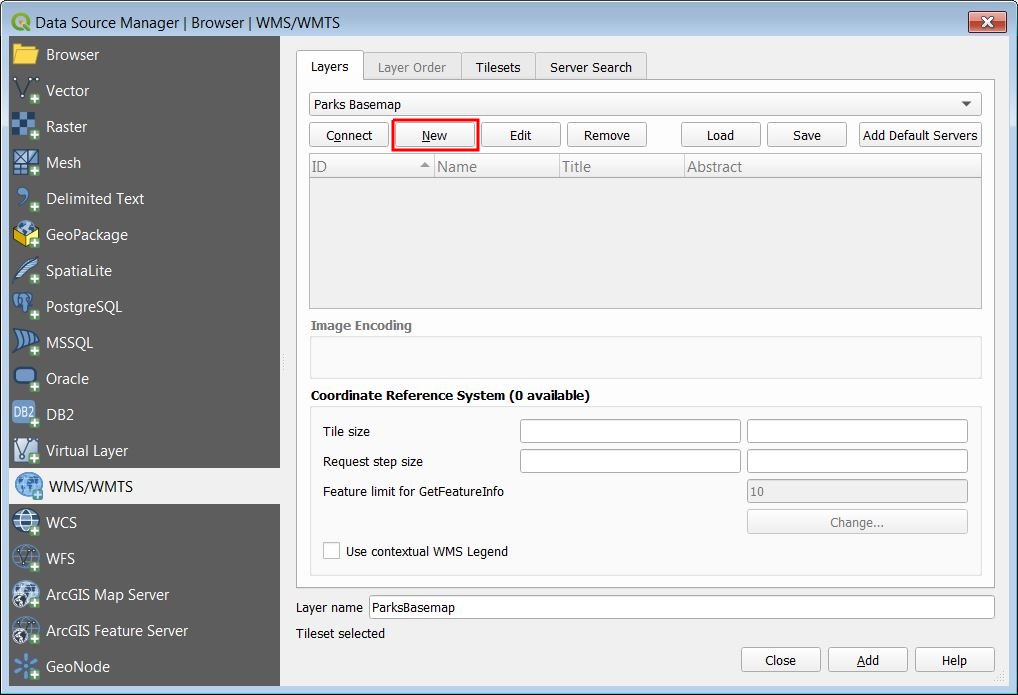 Data Source Manager | Browser | WMS/WMTS
Browser
Vector
Raster
Mesh
Delimited Text
GeoPackage
SpatiaLite
PostgreSQL
MSSQL
Oracle
DB2 DB2
Virtual Layer
WMS/WMTS
WCS
WFS
ArcGIS Map Server
ArcGIS Feature Server
GeoNode
Layers Layer Order Tilesets Server Search
Parks Basemap
Connect New Edit Remove Load Save Add Default Servers
ID Name Title Abstract
Image Encoding
Coordinate Reference System (0 available)
Tile size
Request step size
Feature limit for GetFeatureInfo 10
Change...
Use contextual WMS Legend
Layer name ParksBasemap
Tileset selected
Close Add Help